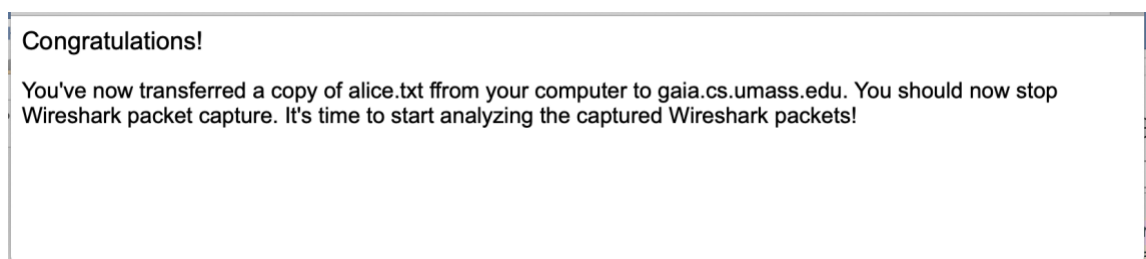 Congratulations!
You've now transferred a copy of alice.txt ffrom your computer to gaia.cs.umass.edu. You should now stop
Wireshark packet capture. It's time to start analyzing the captured Wireshark packets!